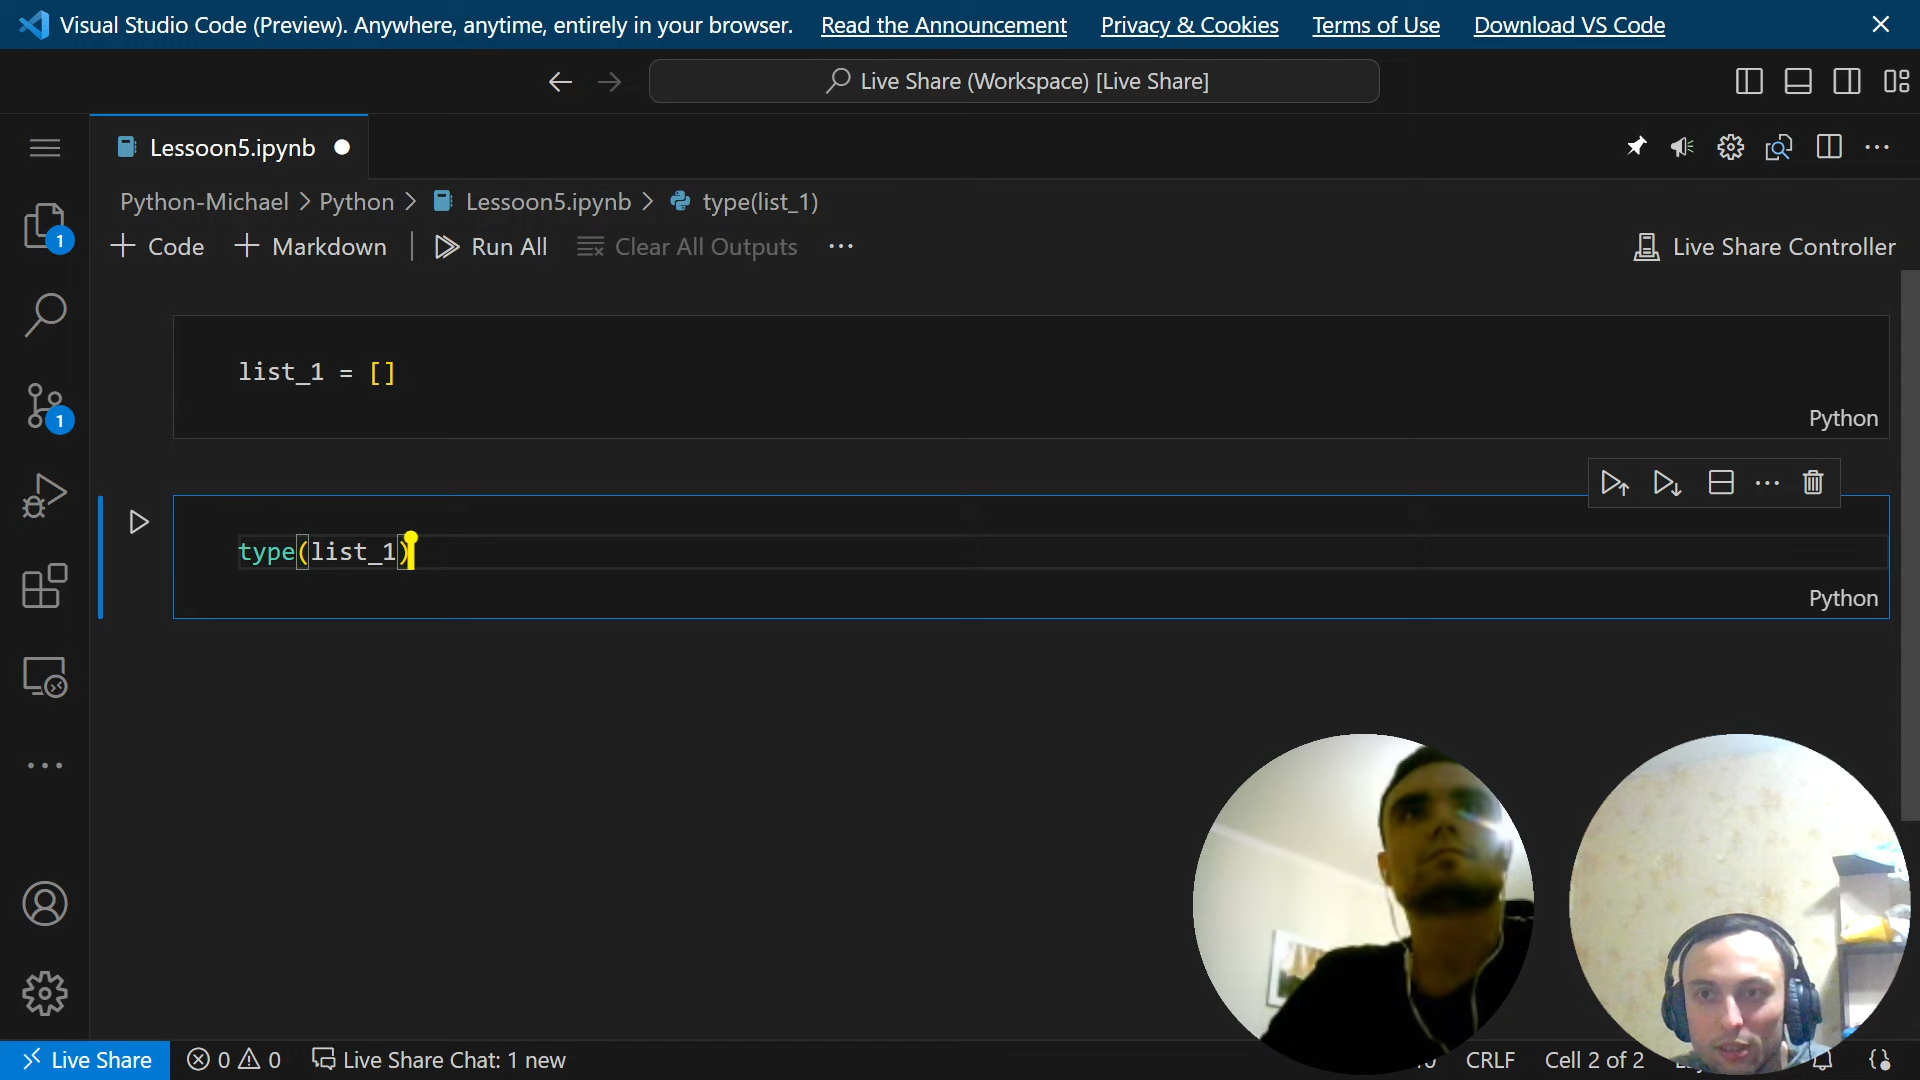 Visual Studio Code (Preview). Anywhere, anytime, entirely in your browser. Read the Announcement Privacy & Cookies Terms of Use Download VS Code
Live Share (Workspace) [Live Share]
Lessoon5.ipynb
Python-Michael > Python > Lessoon5.ipynb > type(list_1)
+ Code + Markdown | Run All Clear All Outputs ... Live Share Controller
1
list_1 = []
Python
1
type(list_1)
Python
Live Share 0 0 Live Share Chat: 1 new CRLF Cell 2 of 2